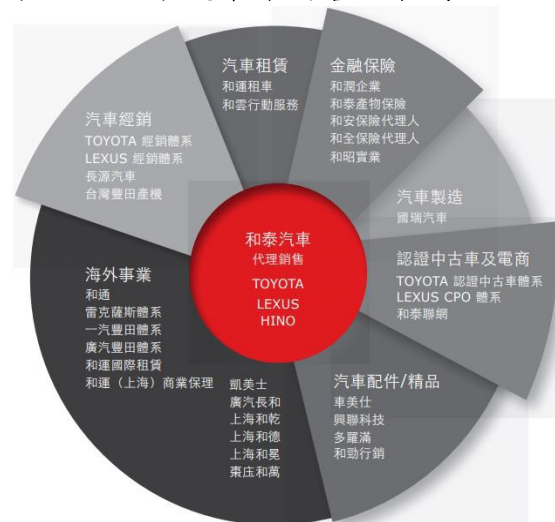 汽車租賃
和運租車
和雲行動服務
金融保險
和潤企業
和泰產物保險
和安保險代理人
和全保險代理人
和昭實業
汽車經銷
TOYOTA 經銷體系
LEXUS 經銷體系
長源汽車
台灣豐田產機
汽車製造
國瑞汽車
和泰汽車
代理銷售
TOYOTA
LEXUS
HINO
認證中古車及電商
TOYOTA 認證中古車體系
LEXUS CPO 體系
和泰聯網
海外事業
和通
雷克薩斯體系
一汽豐田體系
廣汽豐田體系
和運國際租賃
和運（上海）商業保理
凱美士
廣汽長和
上海和乾
上海和德
上海和冕
棗庄和萬
汽車配件/精品
車美仕
興聯科技
多羅滿
和勁行銷